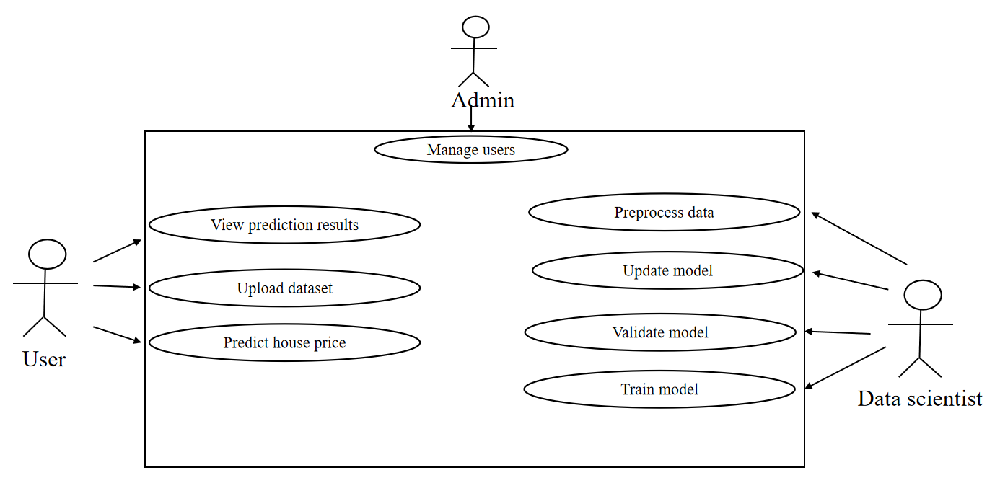 Admin
Manage users
View prediction results
Upload dataset
Predict house price
User
Preprocess data
Update model
Validate model
Train model
Data scientist